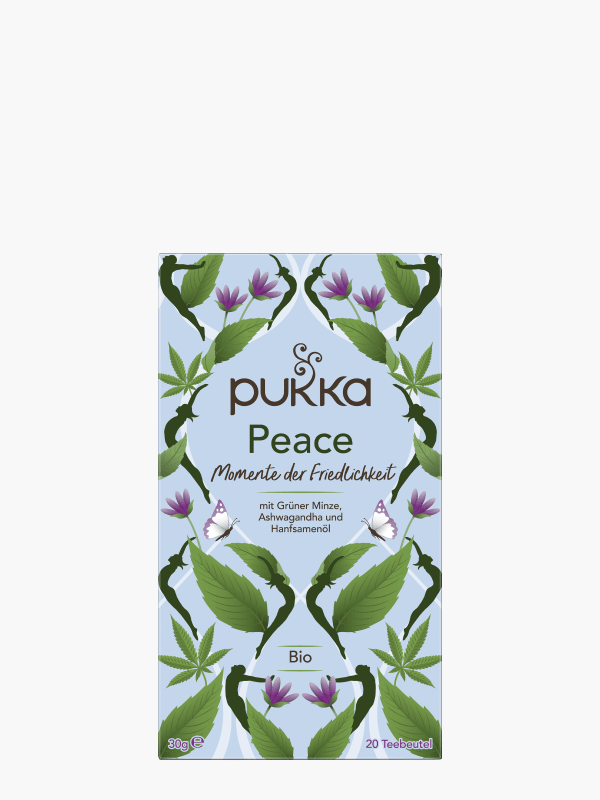 pukka
Peace
Momente der Friedlichkeit
mit Grüner Minze,
Ashwagandha und
Hanfsamenöl
Bio
30g ℮
20 Teebeutel